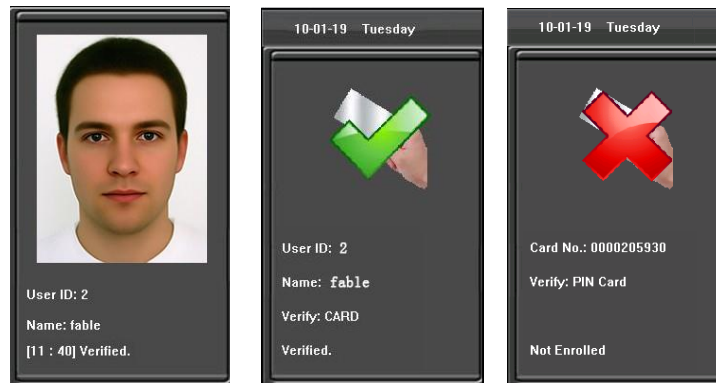 User ID: 2
Name: fable
[11 : 40] Verified.
10-01-19 Tuesday
User ID: 2
Name: fable
Verify: CARD
Verified.
10-01-19 Tuesday
Card No.: 0000205930
Verify: PIN Card
Not Enrolled